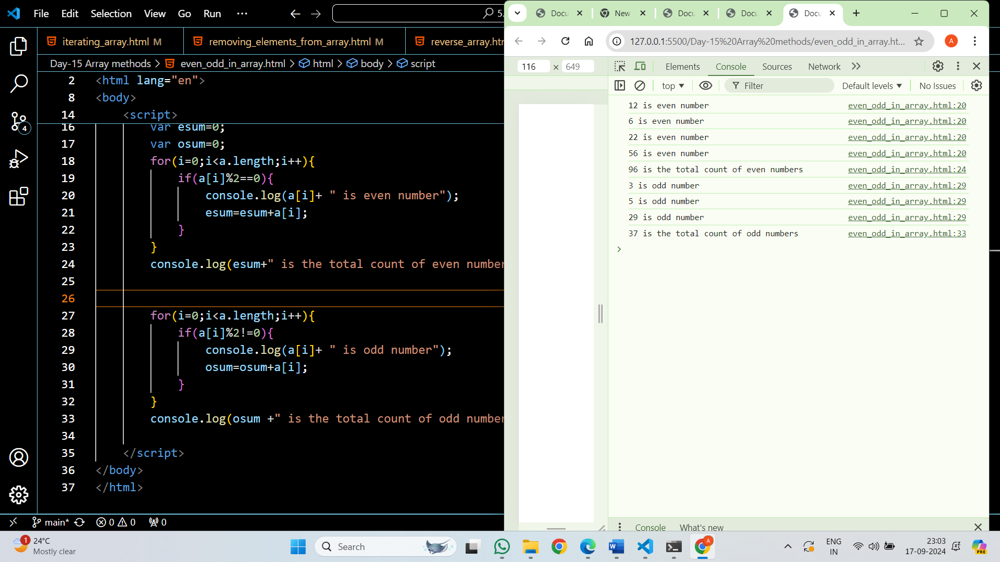 File Edit Selection View Go Run ···
5.
iterating_array.html M
removing_elements_from_array.html M
reverse_array.htm
Day-15 Array methods > even_odd_in_array.html > html > body > script
2 <html lang="en">
8 <body>
14 <script>
16 var esum=0;
17 var osum=0;
18 for(i=0;i<a.length;i++){
19 if(a[i]%2==0){
20 console.log(a[i]+ " is even number");
21 esum=esum+a[i];
22 }
23 }
24 console.log(esum+" is the total count of even number
25
26
27 for(i=0;i<a.length;i++){
28 if(a[i]%2!=0){
29 console.log(a[i]+ " is odd number");
30 osum=osum+a[i];
31 }
32 }
33 console.log(osum +" is the total count of odd number
34
35 </script>
36 </body>
37 </html>
4
main* 0 0 0
Docu New Docu Docu Docu
127.0.0.1:5500/Day-15%20Array%20methods/even_odd_in_array.ht...
A
116 × 649
Elements Console Sources Network
top Filter Default levels No Issues
12 is even number even_odd_in_array.html:20
6 is even number even_odd_in_array.html:20
22 is even number even_odd_in_array.html:20
56 is even number even_odd_in_array.html:20
96 is the total count of even numbers even_odd_in_array.html:24
3 is odd number even_odd_in_array.html:29
5 is odd number even_odd_in_array.html:29
29 is odd number even_odd_in_array.html:29
37 is the total count of odd numbers even_odd_in_array.html:33
Console What's new
1
24°C
Mostly clear
Search
W
A
ENG
IN
23:03
17-09-2024
PRE